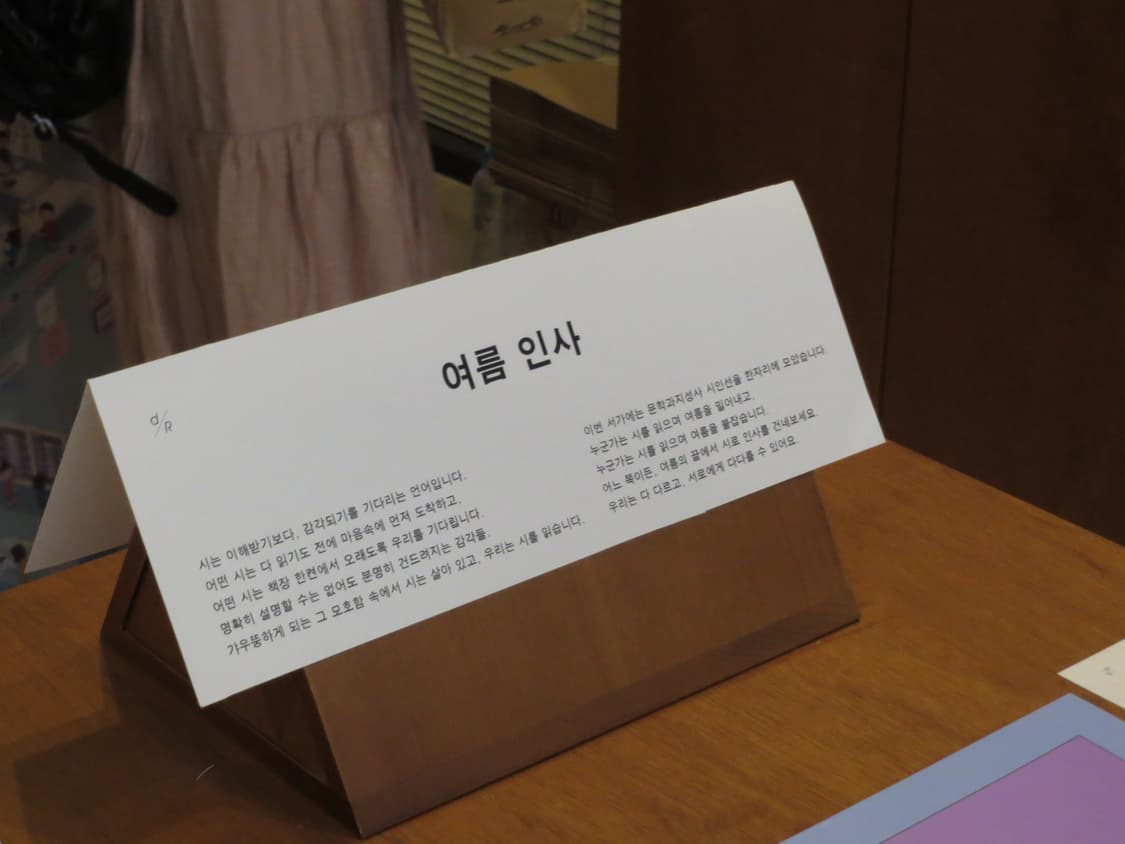 여름 인사
d/R
시는 이해받기보다, 감각되기를 기다리는 언어입니다.
어떤 시는 다 읽기도 전에 마음속에 먼저 도착하고,
어떤 시는 책장 한켠에서 오래도록 우리를 기다립니다.
명확히 설명할 수는 없어도 분명히 건드려지는 감각들.
갸우뚱하게 되는 그 모호함 속에서 시는 살아 있고, 우리는 시를 읽습니다.
이번 서가에는 문학과지성사 시인선을 한자리에 모았습니다.
누군가는 시를 읽으며 여름을 밀어내고,
누군가는 시를 읽으며 여름을 붙잡습니다.
어느 쪽이든, 여름의 끝에서 시로 인사를 건네보세요.
우리는 다 다르고, 서로에게 다다를 수 있어요.